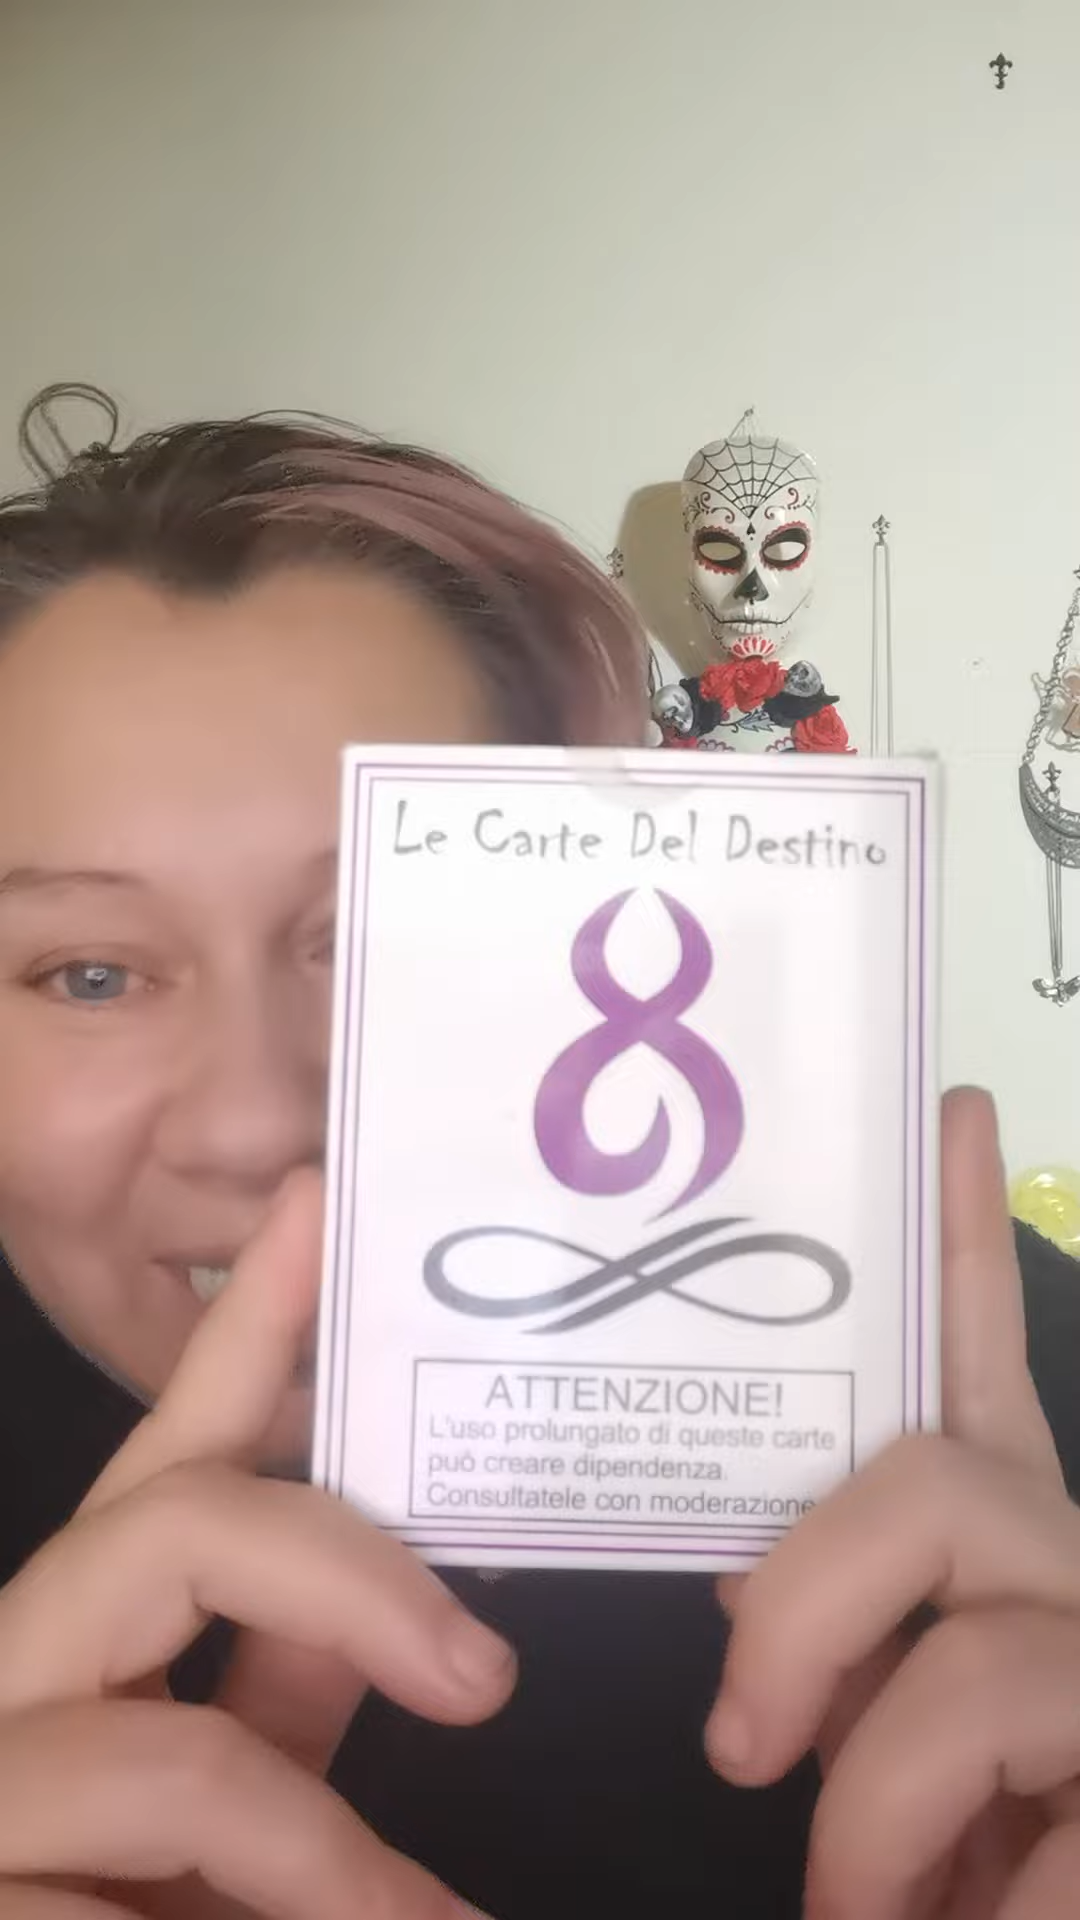 Le Carte Del Destino
ATTENZIONE!
L'uso prolungato di queste carte
può creare dipendenza.
Consultatele con moderazione